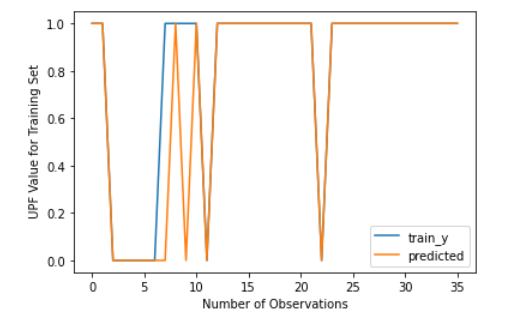 UPF Value for Training Set
1.0
0.8
0.6
0.4
0.2
0.0
0 5 10 15 20 25 30 35
Number of Observations
train_y
predicted